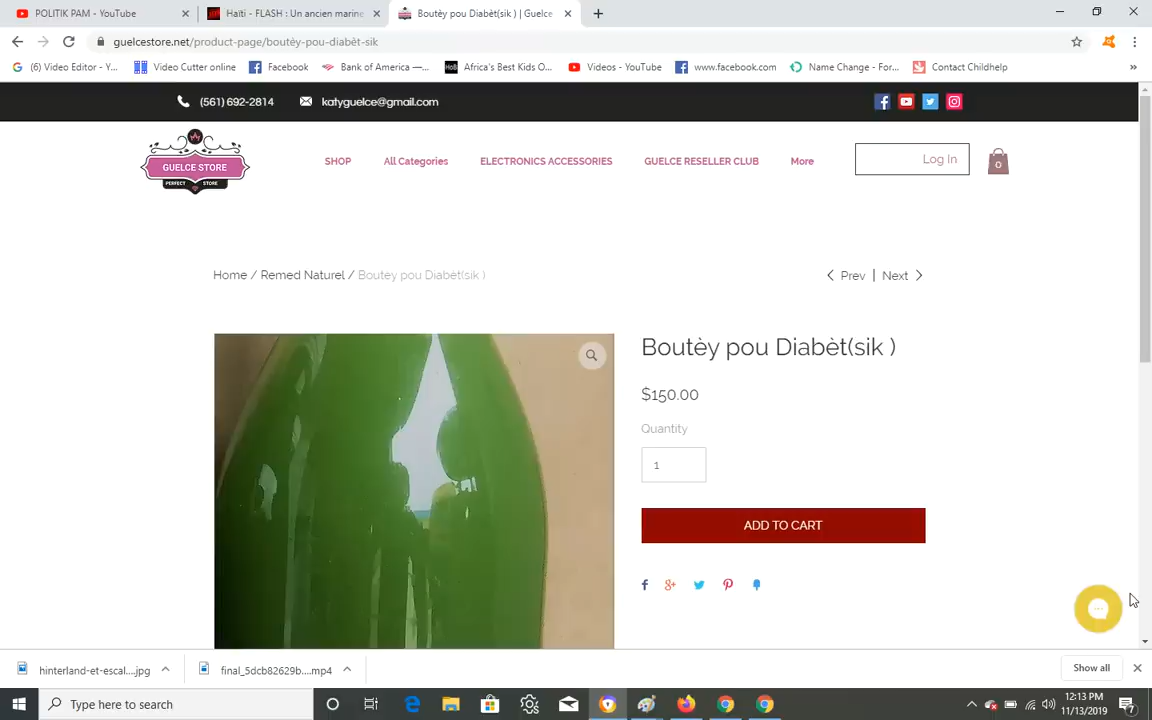 POLITIK PAM - YouTube
Haïti - FLASH : Un ancien marine
Boutèy pou Diabèt(sik ) | Guelce
guelcestore.net/product-page/boutèy-pou-diabèt-sik
(6) Video Editor - Y...
Video Cutter online
Facebook
Bank of America —...
HoB
Africa's Best Kids O...
Videos - YouTube
www.facebook.com
Name Change - For...
Contact Childhelp
»
(561) 692-2814
katyguelce@gmail.com
GUELCE STORE
PERFECT STORE
SHOP
All Categories
ELECTRONICS ACCESSORIES
GUELCE RESELLER CLUB
More
Log In
0
Home / Remed Naturel / Boutey pou Diabèt(sik )
Prev | Next
Boutèy pou Diabèt(sik )
$150.00
Quantity
1
ADD TO CART
hinterland-et-escal....jpg
final_5dcb82629b...mp4
Show all
Type here to search
12:13 PM
11/13/2019
7